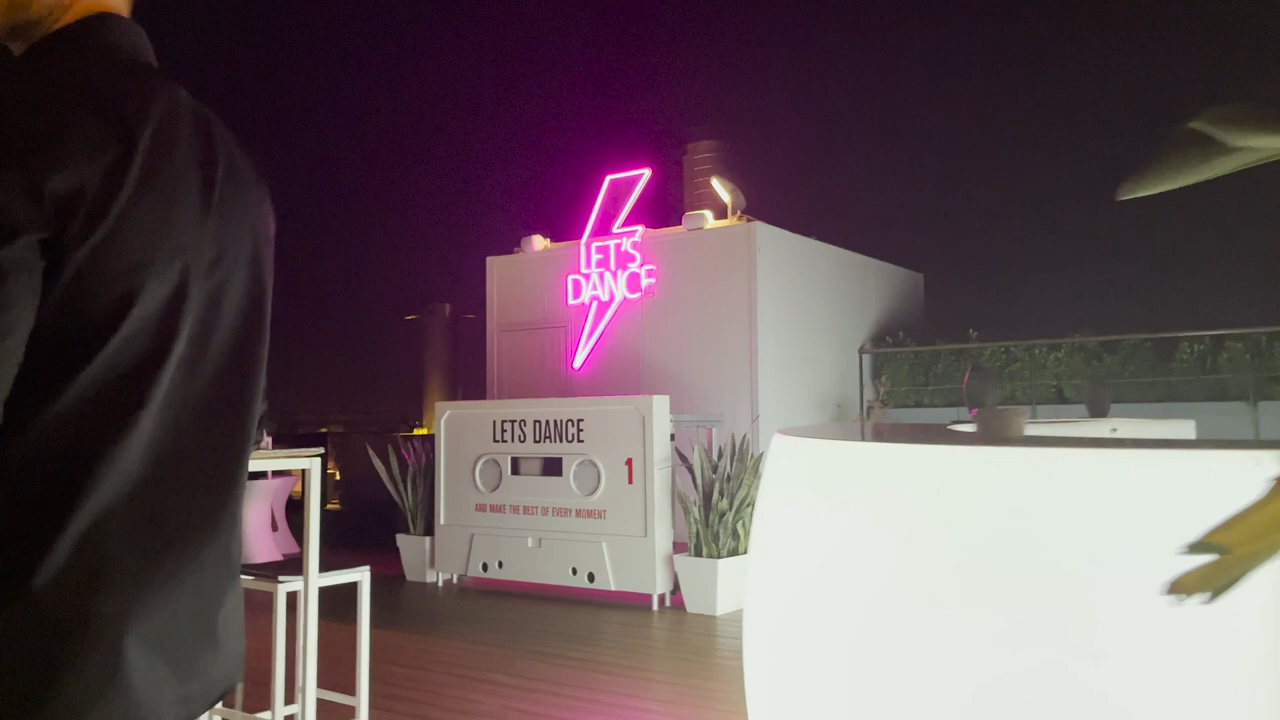 LET'S
DANCE
LETS DANCE
1
AND MAKE THE BEST OF EVERY MOMENT